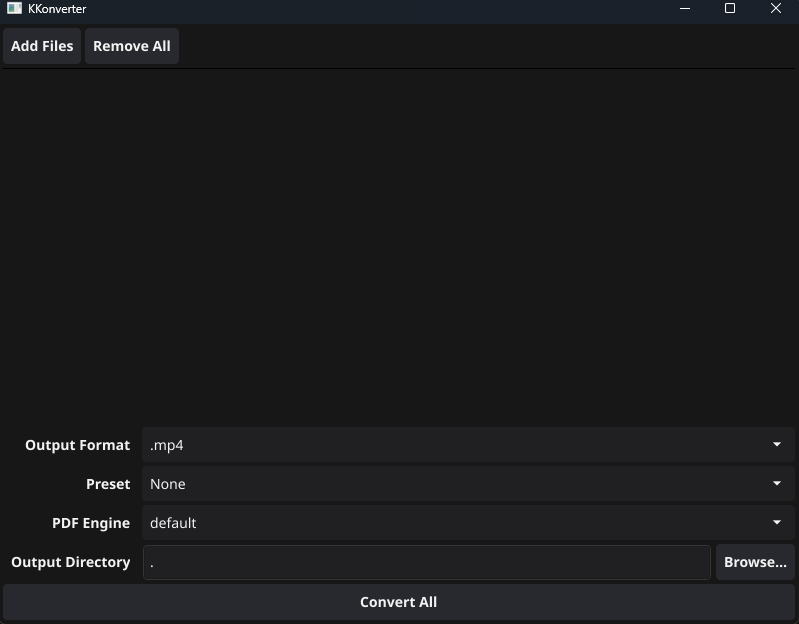 KKonverter
Add Files Remove All
Output Format .mp4
Preset None
PDF Engine default
Output Directory . Browse...
Convert All